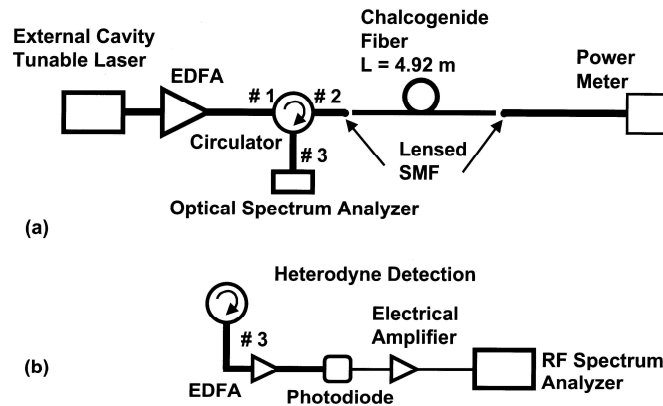 External Cavity
Tunable Laser
EDFA
# 1
# 2
Circulator
# 3
Optical Spectrum Analyzer
Chalcogenide
Fiber
L = 4.92 m
Lensed
SMF
Power
Meter
(a)
Heterodyne Detection
# 3
EDFA
Photodiode
Electrical
Amplifier
RF Spectrum
Analyzer
(b)